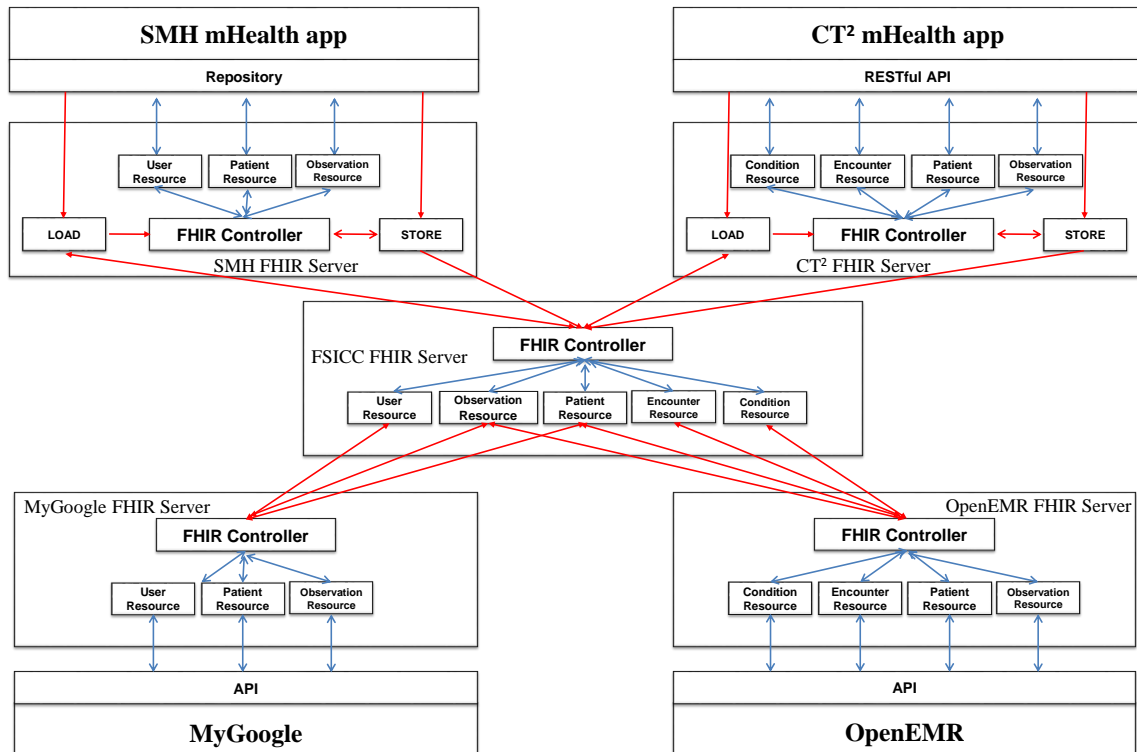 SMH mHealth app
Repository
User
Resource
Patient
Resource
Observation
Resource
LOAD
FHIR Controller
STORE
SMH FHIR Server
CT² mHealth app
RESTful API
Condition
Resource
Encounter
Resource
Patient
Resource
Observation
Resource
LOAD
FHIR Controller
STORE
CT² FHIR Server
FHIR Controller
FSICC FHIR Server
User
Resource
Observation
Resource
Patient
Resource
Encounter
Resource
Condition
Resource
MyGoogle FHIR Server
FHIR Controller
User
Resource
Patient
Resource
Observation
Resource
API
MyGoogle
OpenEMR FHIR Server
FHIR Controller
Condition
Resource
Encounter
Resource
Patient
Resource
Observation
Resource
API
OpenEMR